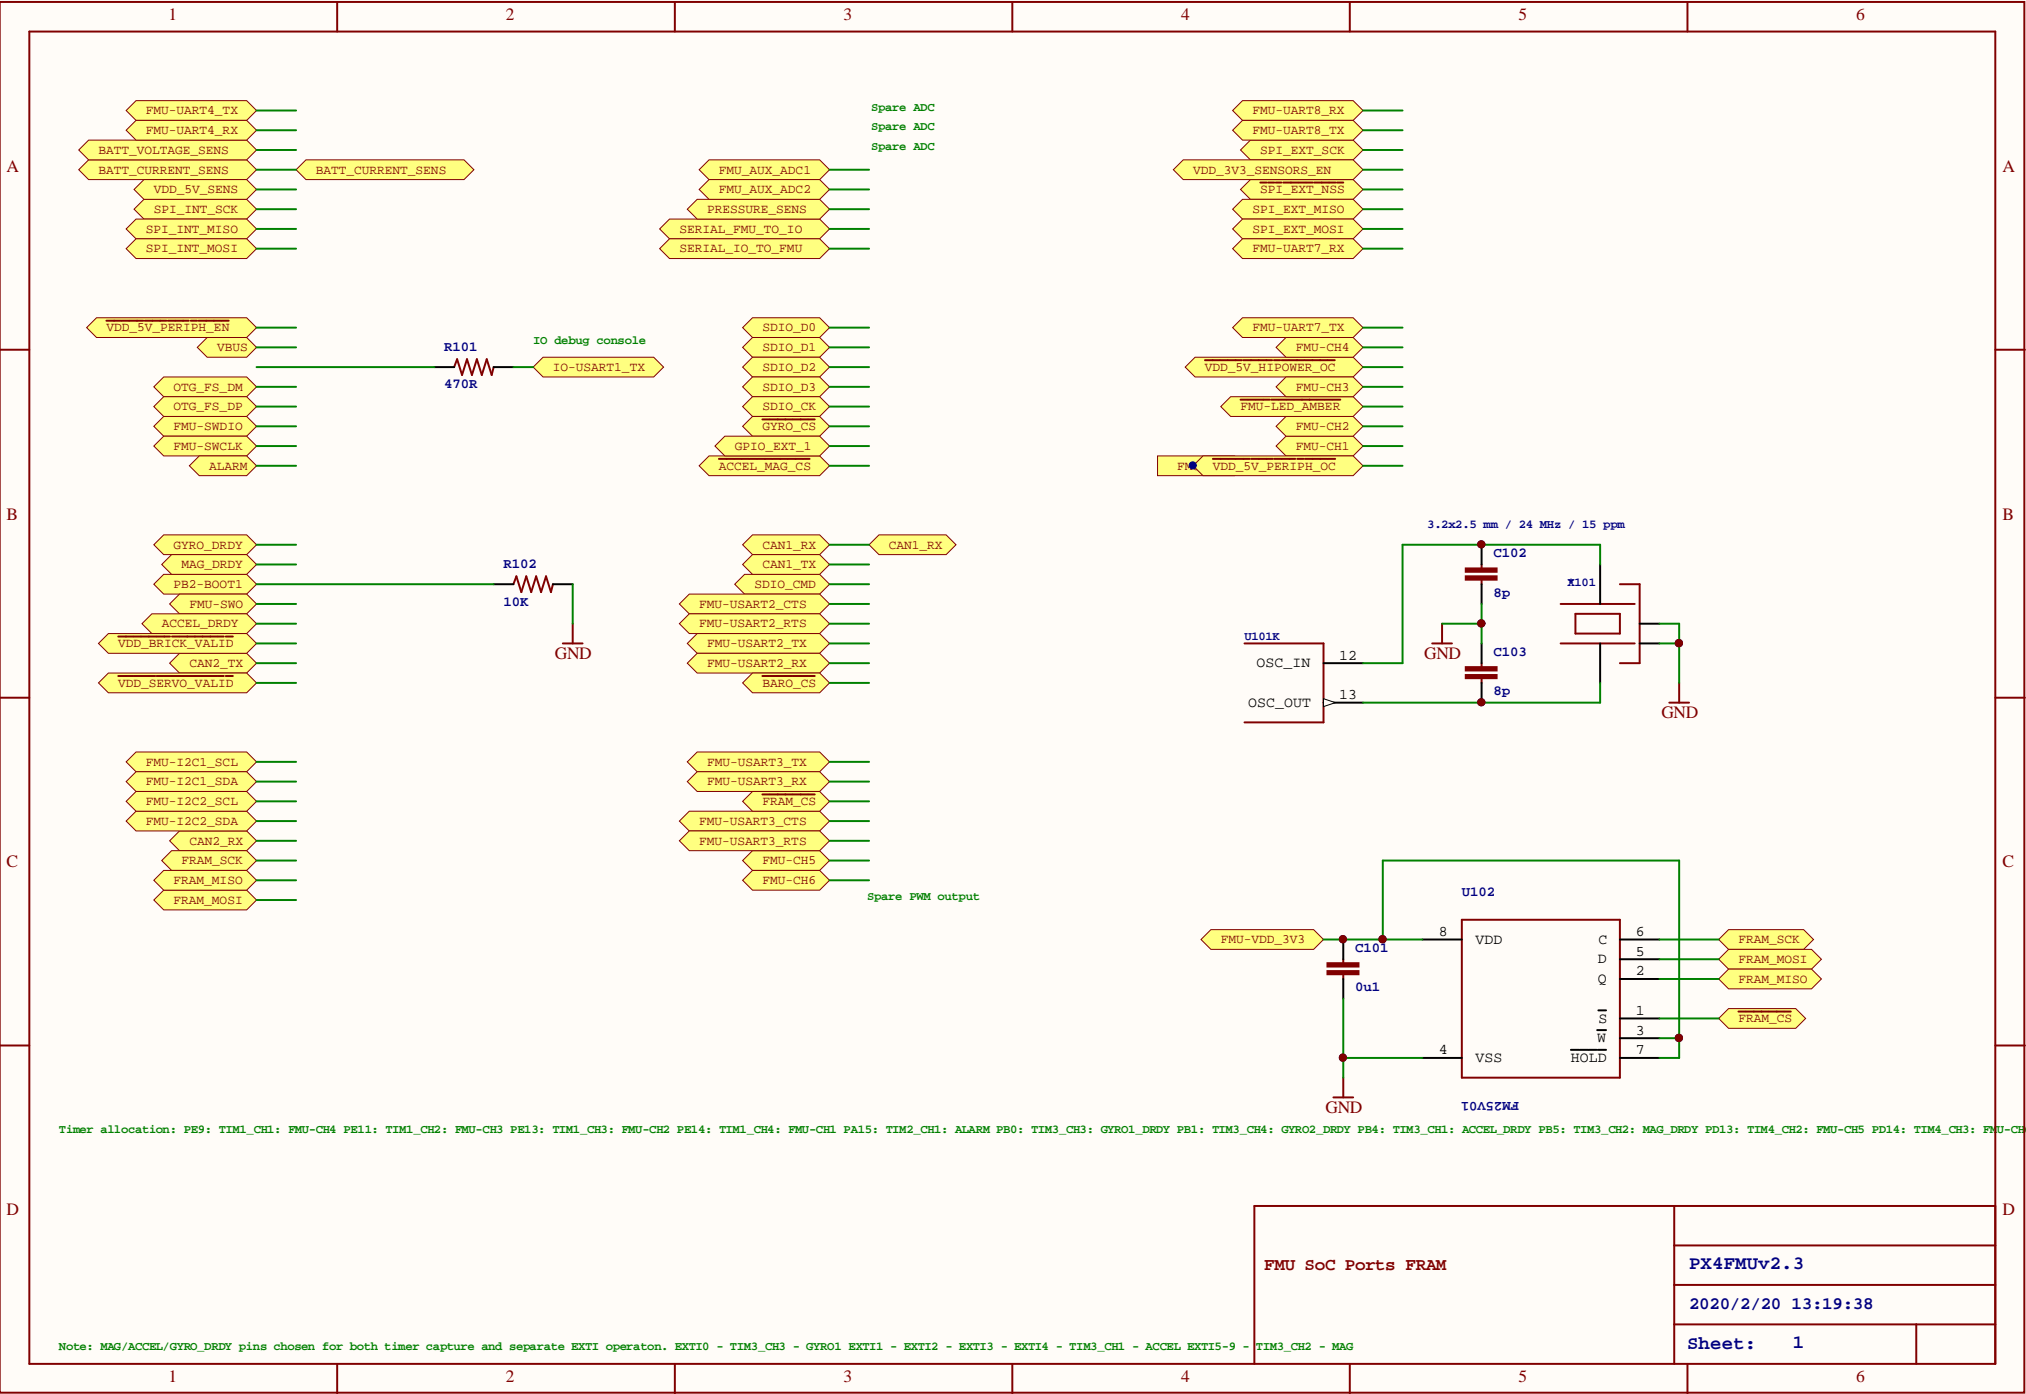 1 2 3 4 5 6
A A
B B
C C
D D
FMU-UART4_TX
FMU-UART4_RX
BATT_VOLTAGE_SENS
BATT_CURRENT_SENS BATT_CURRENT_SENS
VDD_5V_SENS
SPI_INT_SCK
SPI_INT_MISO
SPI_INT_MOSI
Spare ADC
Spare ADC
Spare ADC
FMU_AUX_ADC1
FMU_AUX_ADC2
PRESSURE_SENS
SERIAL_FMU_TO_IO
SERIAL_IO_TO_FMU
FMU-UART8_RX
FMU-UART8_TX
SPI_EXT_SCK
VDD_3V3_SENSORS_EN
SPI_EXT_NSS
SPI_EXT_MISO
SPI_EXT_MOSI
FMU-UART7_RX
VDD_5V_PERIPH_EN
VBUS
R101
470R
IO debug console
IO-USART1_TX
OTG_FS_DM
OTG_FS_DP
FMU-SWDIO
FMU-SWCLK
ALARM
SDIO_D0
SDIO_D1
SDIO_D2
SDIO_D3
SDIO_CK
GYRO_CS
GPIO_EXT_1
ACCEL_MAG_CS
FMU-UART7_TX
FMU-CH4
VDD_5V_HIPOWER_OC
FMU-CH3
FMU-LED_AMBER
FMU-CH2
FMU-CH1
VDD_5V_PERIPH_OC
GYRO_DRDY
MAG_DRDY
PB2-BOOT1
FMU-SWO
ACCEL_DRDY
VDD_BRICK_VALID
CAN2_TX
VDD_SERVO_VALID
R102
10K
GND
CAN1_RX CAN1_RX
CAN1_TX
SDIO_CMD
FMU-USART2_CTS
FMU-USART2_RTS
FMU-USART2_TX
FMU-USART2_RX
BARO_CS
3.2x2.5 mm / 24 MHz / 15 ppm
C102
8p
X101
GND
C103
8p
GND
U101K
OSC_IN 12
OSC_OUT 13
FMU-I2C1_SCL
FMU-I2C1_SDA
FMU-I2C2_SCL
FMU-I2C2_SDA
CAN2_RX
FRAM_SCK
FRAM_MISO
FRAM_MOSI
FMU-USART3_TX
FMU-USART3_RX
FRAM_CS
FMU-USART3_CTS
FMU-USART3_RTS
FMU-CH5
FMU-CH6
Spare PWM output
U102
FMU-VDD_3V3
C101
0u1
8 VDD
4 VSS
C 6 FRAM_SCK
D 5 FRAM_MOSI
Q 2 FRAM_MISO
S 1 FRAM_CS
W 3
HOLD 7
GND
FM25V01
Timer allocation: PE9: TIM1_CH1: FMU-CH4 PE11: TIM1_CH2: FMU-CH3 PE13: TIM1_CH3: FMU-CH2 PE14: TIM1_CH4: FMU-CH1 PA15: TIM2_CH1: ALARM PB0: TIM3_CH3: GYRO1_DRDY PB1: TIM3_CH4: GYRO2_DRDY PB4: TIM3_CH1: ACCEL_DRDY PB5: TIM3_CH2: MAG_DRDY PD13: TIM4_CH2: FMU-CH5 PD14: TIM4_CH3: FMU-CH
FMU SoC Ports FRAM
PX4FMUv2.3
2020/2/20 13:19:38
Sheet: 1
Note: MAG/ACCEL/GYRO_DRDY pins chosen for both timer capture and separate EXTI operaton. EXTI0 - TIM3_CH3 - GYRO1 EXTI1 - EXTI2 - EXTI3 - EXTI4 - TIM3_CH1 - ACCEL EXTI5-9 - TIM3_CH2 - MAG
1 2 3 4 5 6